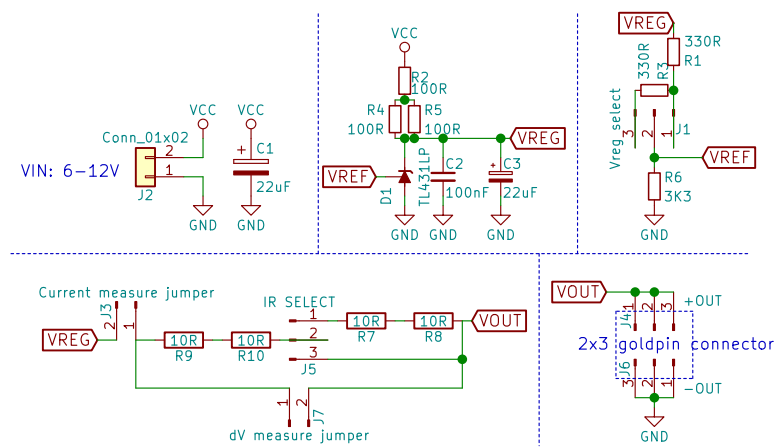 VIN: 6-12V
Conn_01x02
2
1
J2
VCC
GND
VCC
+
C1
22uF
GND
VCC
R2
100R
R4
100R
R5
100R
VREG
VREF
D1
TL431LP
GND
C2
100nF
GND
+
C3
22uF
GND
VREG
330R
R1
330R
R3
Vreg select
3
2
1
J1
VREF
R6
3K3
GND
Current measure jumper
VREG
J3
2
1
10R
R9
10R
R10
IR SELECT
1
2
3
J5
10R
R7
10R
R8
VOUT
1
2
J7
dV measure jumper
VOUT
+OUT
J4
1
2
3
2x3 goldpin connector
J6
3
2
1
-OUT
GND